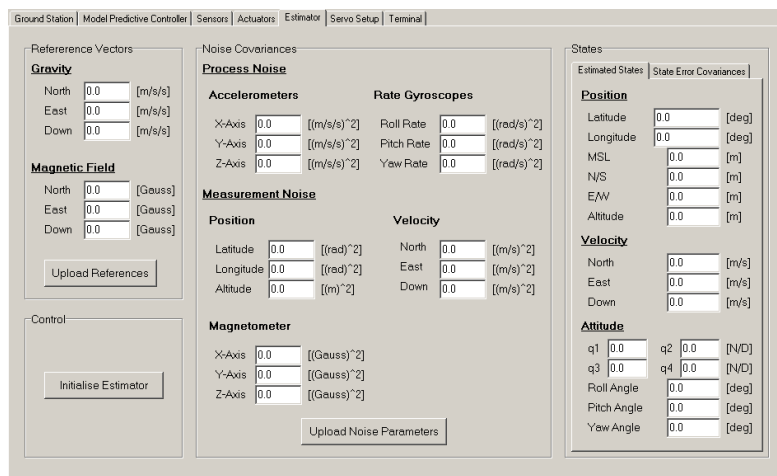 Ground Station | Model Predictive Controller | Sensors | Actuators | Estimator | Servo Setup | Terminal
Refererence Vectors
Gravity
North 0.0 [m/s/s]
East 0.0 [m/s/s]
Down 0.0 [m/s/s]
Magnetic Field
North 0.0 [Gauss]
East 0.0 [Gauss]
Down 0.0 [Gauss]
Upload References
Control
Initialise Estimator
Noise Covariances
Process Noise
Accelerometers Rate Gyroscopes
X-Axis 0.0 [(m/s/s)^2] Roll Rate 0.0 [(rad/s)^2]
Y-Axis 0.0 [(m/s/s)^2] Pitch Rate 0.0 [(rad/s)^2]
Z-Axis 0.0 [(m/s/s)^2] Yaw Rate 0.0 [(rad/s)^2]
Measurement Noise
Position Velocity
Latitude 0.0 [(rad)^2] North 0.0 [(m/s)^2]
Longitude 0.0 [(rad)^2] East 0.0 [(m/s)^2]
Altitude 0.0 [(m)^2] Down 0.0 [(m/s)^2]
Magnetometer
X-Axis 0.0 [(Gauss)^2]
Y-Axis 0.0 [(Gauss)^2]
Z-Axis 0.0 [(Gauss)^2]
Upload Noise Parameters
States
Estimated States | State Error Covariances
Position
Latitude 0.0 [deg]
Longitude 0.0 [deg]
MSL 0.0 [m]
N/S 0.0 [m]
E/W 0.0 [m]
Altitude 0.0 [m]
Velocity
North 0.0 [m/s]
East 0.0 [m/s]
Down 0.0 [m/s]
Attitude
q1 0.0 q2 0.0 [N/D]
q3 0.0 q4 0.0 [N/D]
Roll Angle 0.0 [deg]
Pitch Angle 0.0 [deg]
Yaw Angle 0.0 [deg]